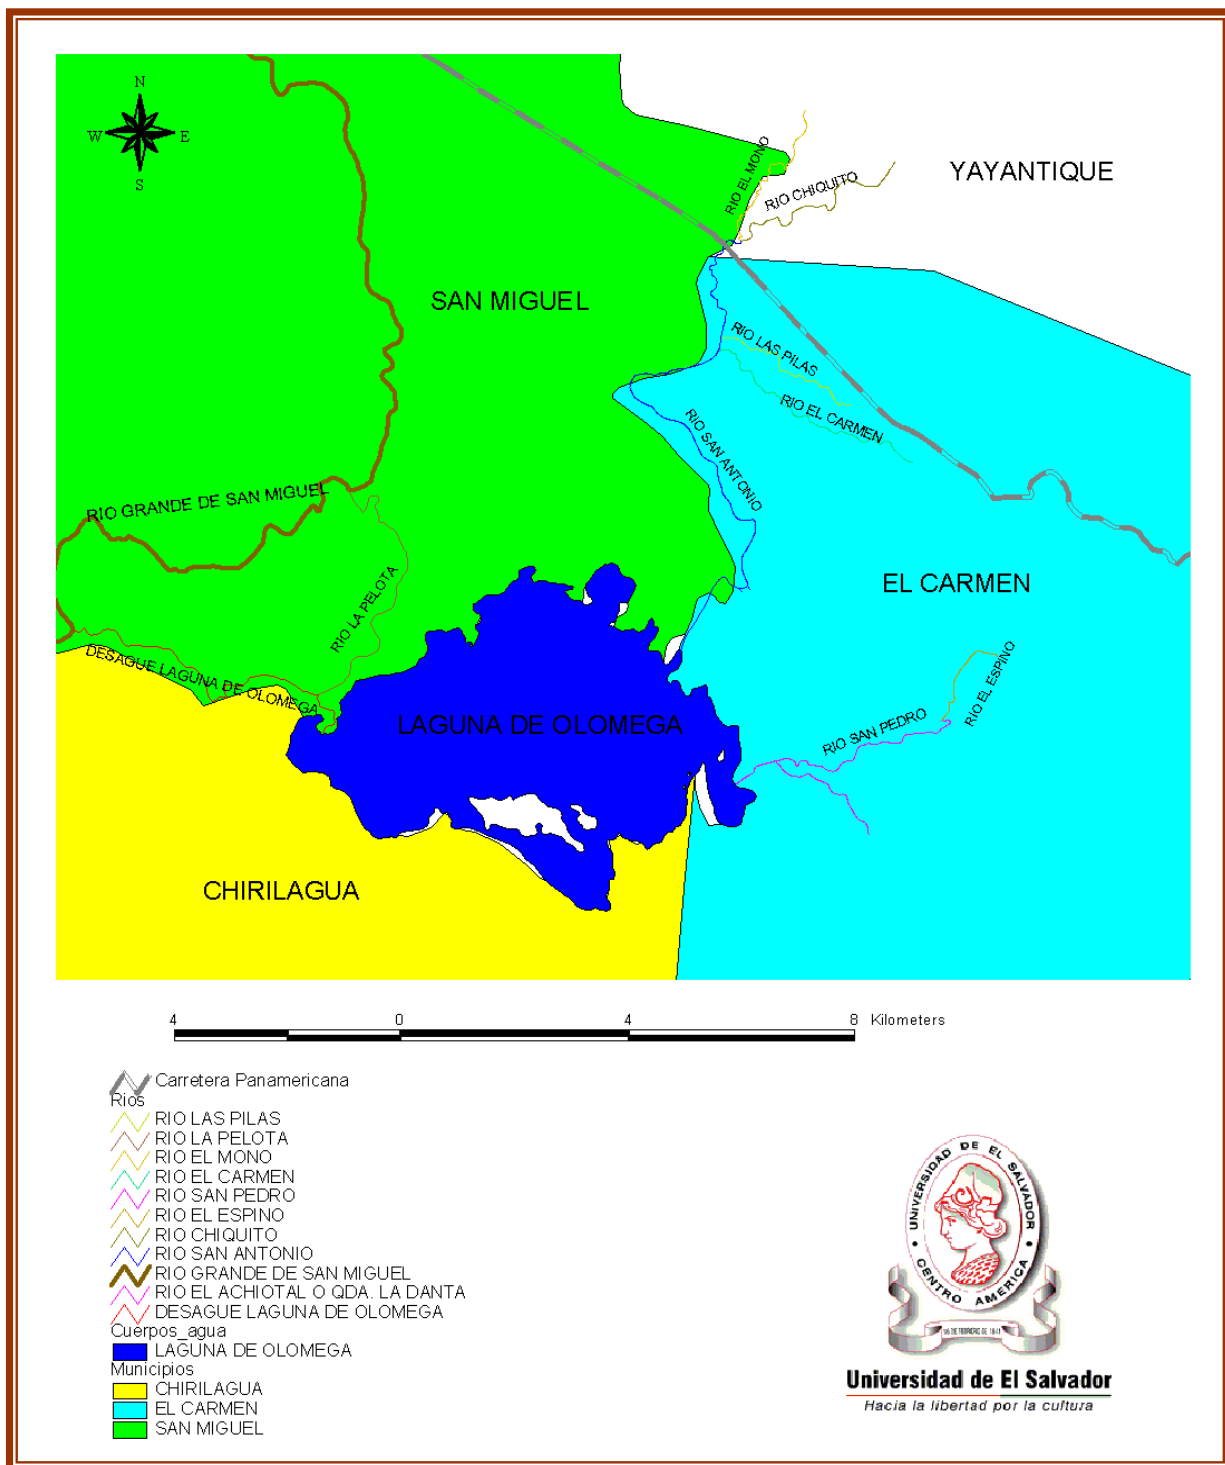 N
W E
S
YAYANTIQUE
RIO EL MONO
RIO CHIQUITO
SAN MIGUEL
RIO LAS PILAS
RIO EL CARMEN
RIO SAN ANTONIO
RIO GRANDE DE SAN MIGUEL
RIO LA PELOTA
EL CARMEN
DESAGUE LAGUNA DE OLOMEGA
LAGUNA DE OLOMEGA
RIO SAN PEDRO
RIO EL ESPINO
CHIRILAGUA
4 0 4 8 Kilometers
Carretera Panamericana
Rios
RIO LAS PILAS
RIO LA PELOTA
RIO EL MONO
RIO EL CARMEN
RIO SAN PEDRO
RIO EL ESPINO
RIO CHIQUITO
RIO SAN ANTONIO
RIO GRANDE DE SAN MIGUEL
RIO EL ACHIOTAL O QDA. LA DANTA
DESAGUE LAGUNA DE OLOMEGA
Cuerpos_agua
LAGUNA DE OLOMEGA
Municipios
CHIRILAGUA
EL CARMEN
SAN MIGUEL
UNIVERSIDAD DE EL SALVADOR
CENTRO AMERICA
DE FEBRERO DE 1841
Universidad de El Salvador
Hacia la libertad por la cultura